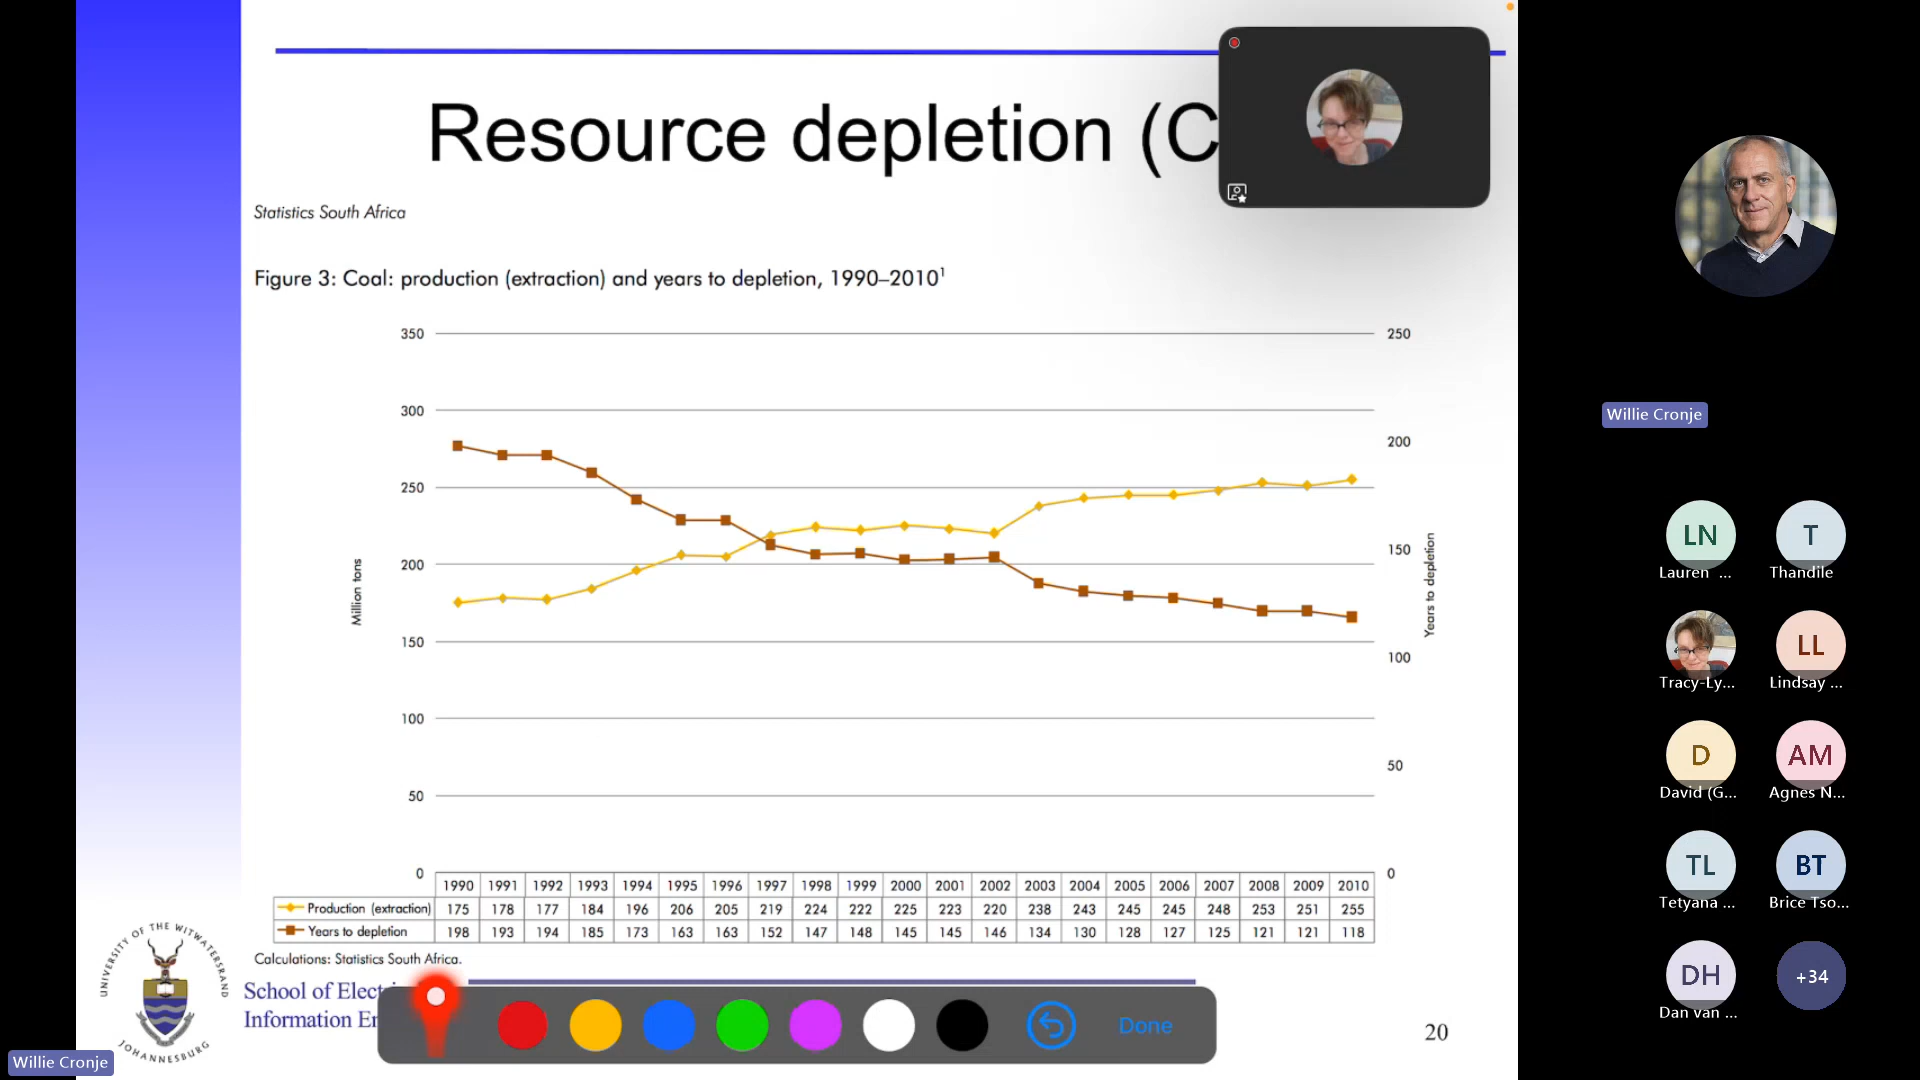 Resource depletion (C
Statistics South Africa
Figure 3: Coal: production (extraction) and years to depletion, 1990–2010¹
350
300
250
200
150
100
50
0
Million tons
250
200
150
100
50
0
Years to depletion
1990 1991 1992 1993 1994 1995 1996 1997 1998 1999 2000 2001 2002 2003 2004 2005 2006 2007 2008 2009 2010
Production (extraction) 175 178 177 184 196 206 205 219 224 222 225 223 220 238 243 245 245 248 253 251 255
Years to depletion 198 193 194 185 173 163 163 152 147 148 145 145 146 134 130 128 127 125 121 121 118
Calculations: Statistics South Africa.
UNIVERSITY OF THE WITWATERSRAND
JOHANNESBURG
School of Elect
Information En
Done
20
Willie Cronje
Willie Cronje
LN
Lauren ...
T
Thandile
Tracy-Ly...
LL
Lindsay ...
D
David (G...
AM
Agnes N...
TL
Tetyana ...
BT
Brice Tso...
DH
Dan van ...
+34